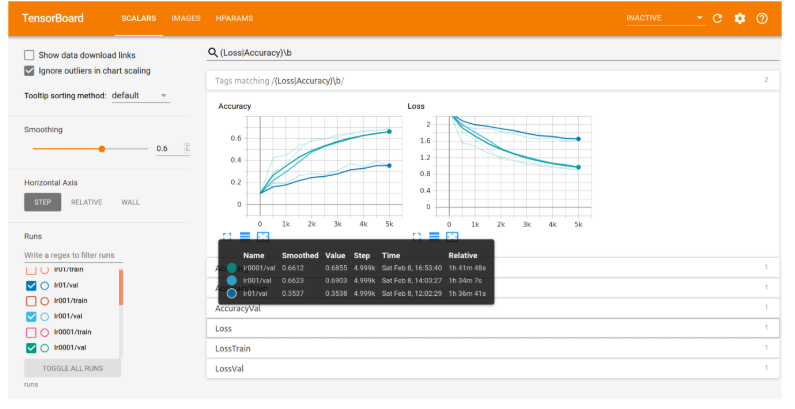 TensorBoard SCALARS IMAGES HPARAMS INACTIVE
Show data download links
Ignore outliers in chart scaling
Tooltip sorting method: default
Smoothing
0.6
Horizontal Axis
STEP RELATIVE WALL
Runs
Write a regex to filter runs
lr01/train
lr01/val
lr001/train
lr001/val
lr0001/train
lr0001/val
TOGGLE ALL RUNS
runs
(Loss|Accuracy)\b
Tags matching /(Loss|Accuracy)\b/ 2
Accuracy
0.6
0.4
0.2
0
0 1k 2k 3k 4k 5k
Loss
2
1.6
1.2
0.8
0.4
0
0 1k 2k 3k 4k 5k
Name Smoothed Value Step Time Relative
lr0001/val 0.6612 0.6855 4.999k Sat Feb 8, 16:53:40 1h 41m 48s
lr001/val 0.6623 0.6903 4.999k Sat Feb 8, 14:03:27 1h 34m 7s
lr01/val 0.3537 0.3538 4.999k Sat Feb 8, 12:02:29 1h 36m 41s
1
1
AccuracyVal 1
Loss 1
LossTrain 1
LossVal 1